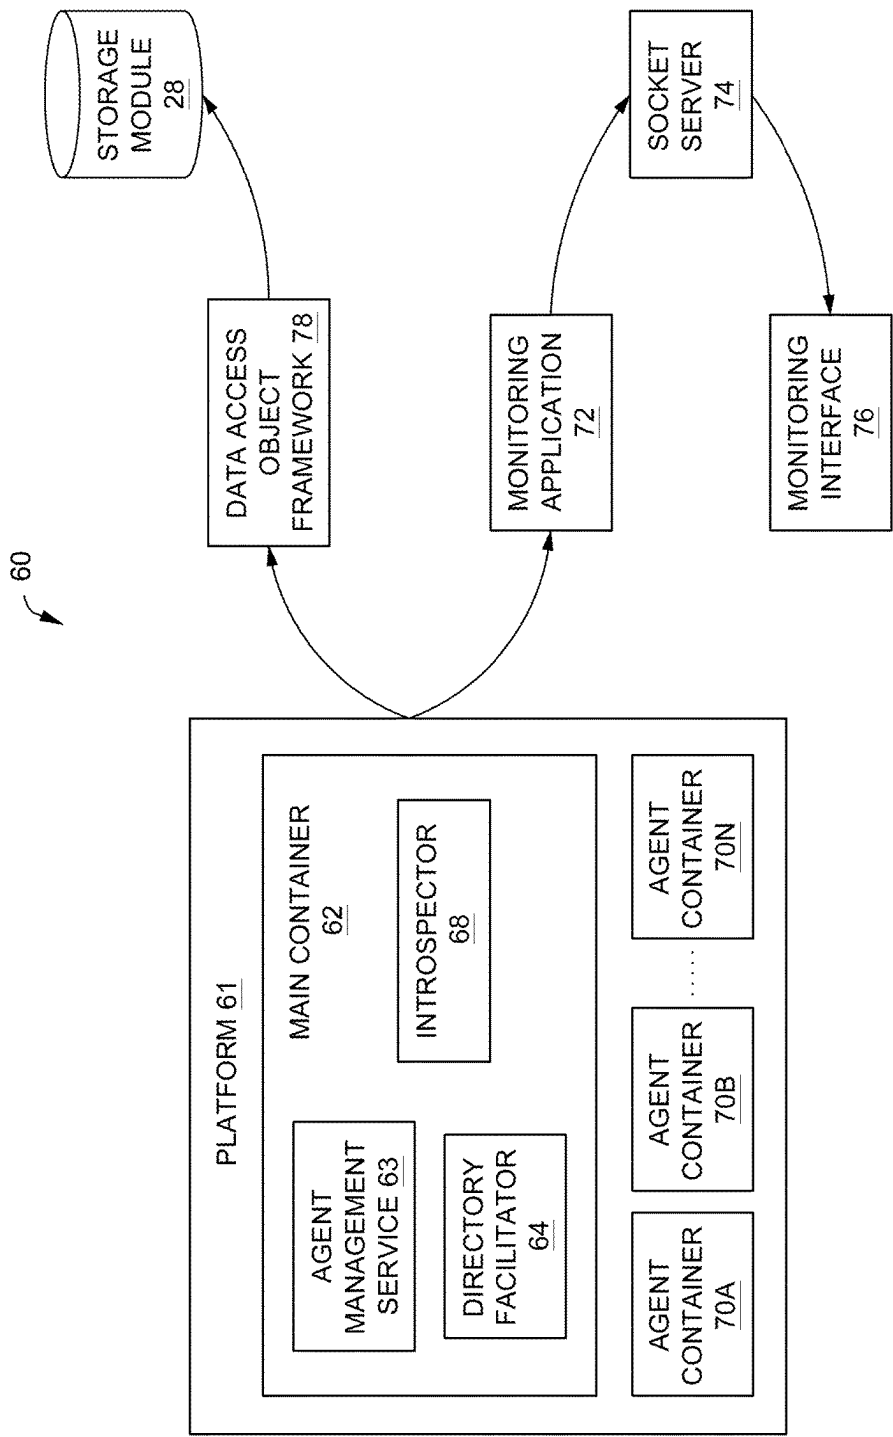 60
PLATFORM 61
MAIN CONTAINER
62
AGENT
MANAGEMENT
SERVICE 63
DIRECTORY
FACILITATOR
64
INTROSPECTOR
68
AGENT
CONTAINER
70A
AGENT
CONTAINER
70B
......
AGENT
CONTAINER
70N
DATA ACCESS
OBJECT
FRAMEWORK 78
STORAGE
MODULE
28
MONITORING
APPLICATION
72
SOCKET
SERVER
74
MONITORING
INTERFACE
76